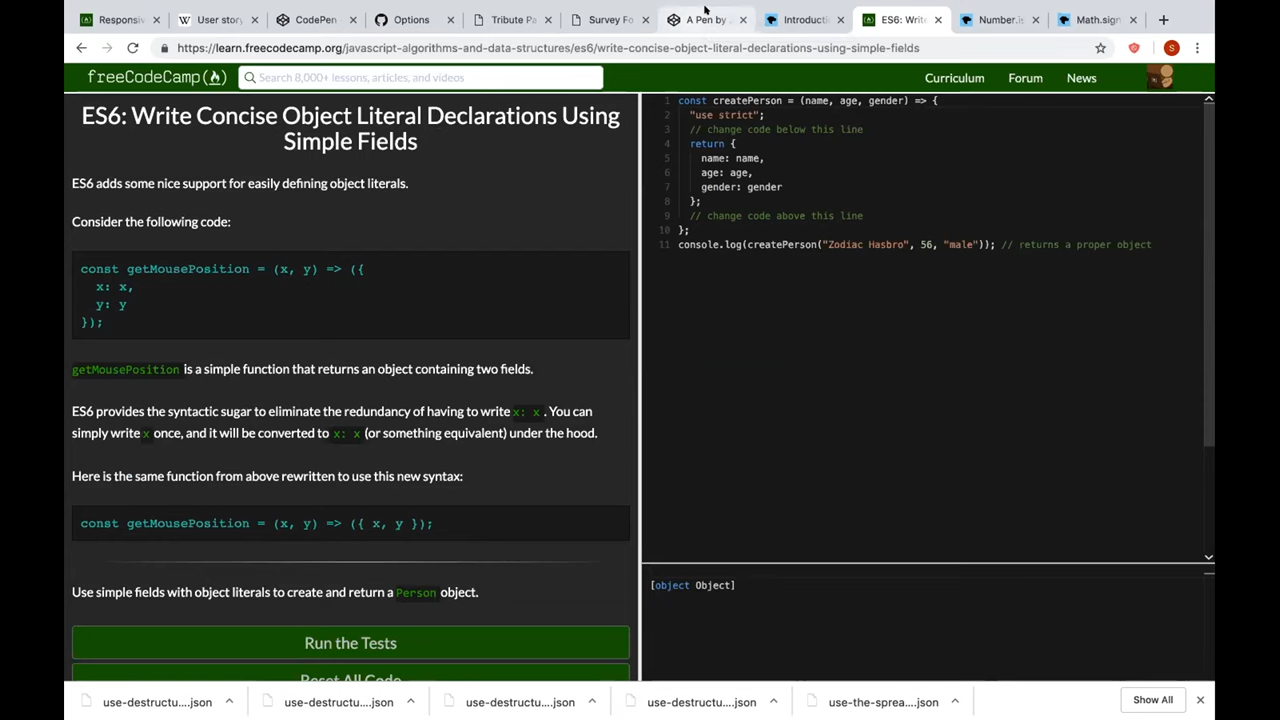 Responsiv
User story
CodePen
Options
Tribute Pa
Survey Fo
A Pen by
Introducti
ES6: Writ
Number.is
Math.sign
https://learn.freecodecamp.org/javascript-algorithms-and-data-structures/es6/write-concise-object-literal-declarations-using-simple-fields
S
freeCodeCamp
Search 8,000+ lessons, articles, and videos
Curriculum
Forum
News
ES6: Write Concise Object Literal Declarations Using
Simple Fields
ES6 adds some nice support for easily defining object literals.
Consider the following code:
const getMousePosition = (x, y) => ({
x: x,
y: y
});
getMousePosition is a simple function that returns an object containing two fields.
ES6 provides the syntactic sugar to eliminate the redundancy of having to write x: x . You can
simply write x once, and it will be converted to x: x (or something equivalent) under the hood.
Here is the same function from above rewritten to use this new syntax:
const getMousePosition = (x, y) => ({ x, y });
Use simple fields with object literals to create and return a Person object.
Run the Tests
Reset All Code
1 const createPerson = (name, age, gender) => {
2 "use strict";
3 // change code below this line
4 return {
5 name: name,
6 age: age,
7 gender: gender
8 };
9 // change code above this line
10 };
11 console.log(createPerson("Zodiac Hasbro", 56, "male")); // returns a proper object
[object Object]
use-destructu....json
use-destructu....json
use-destructu....json
use-destructu....json
use-the-sprea....json
Show All